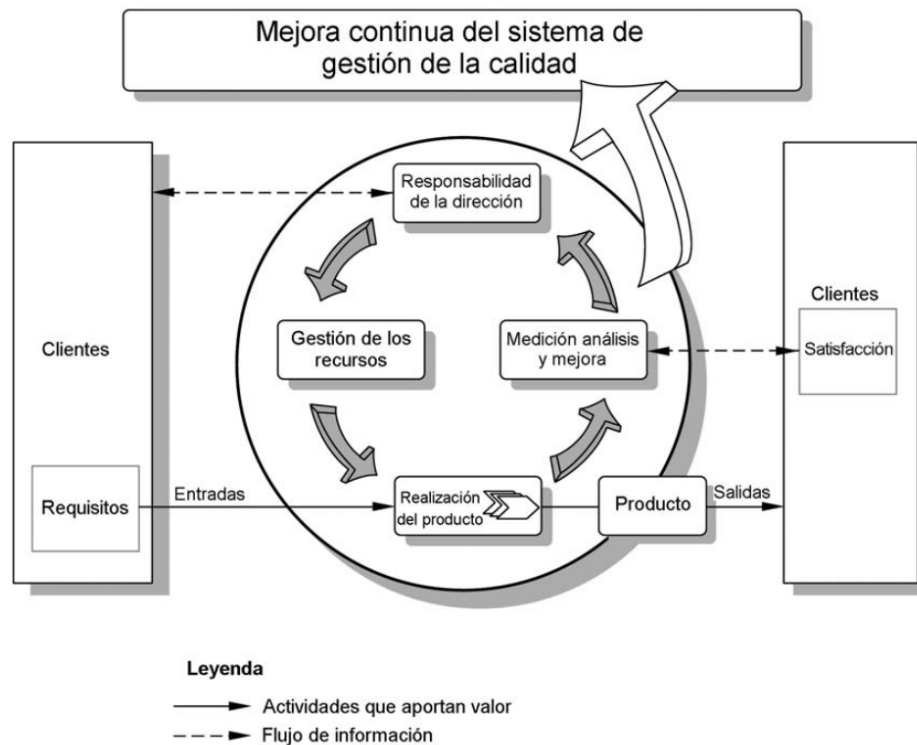 Mejora continua del sistema de
gestión de la calidad
Responsabilidad
de la dirección
Clientes
Gestión de los
recursos
Medición análisis
y mejora
Clientes
Satisfacción
Requisitos
Entradas
Realización
del producto
Producto
Salidas
Leyenda
Actividades que aportan valor
Flujo de información